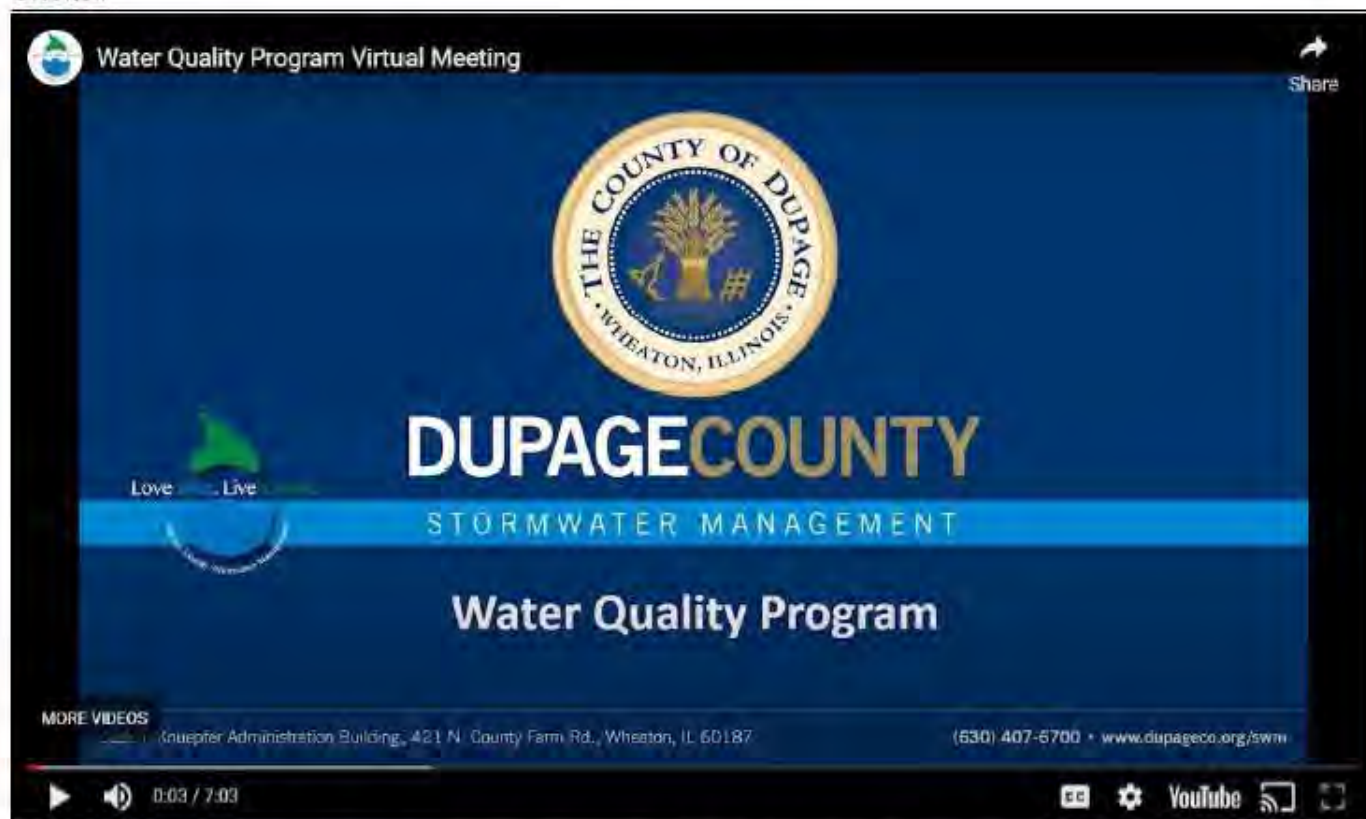 Water Quality Program Virtual Meeting
Share
THE COUNTY OF DUPAGE
WHEATON, ILLINOIS
DUPAGECOUNTY
Love Live
STORMWATER MANAGEMENT
Water Quality Program
MORE VIDEOS
Knuepfer Administration Building, 421 N. County Farm Rd., Wheaton, IL 60187
(630) 407-6700 • www.dupageco.org/swm
0:03 / 7:03
CC
YouTube